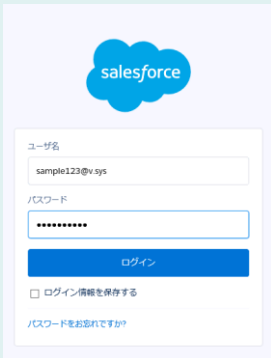 salesforce
ユーザ名
sample123@v.sys
パスワード
••••••••••
ログイン
ログイン情報を保存する
パスワードをお忘れですか?